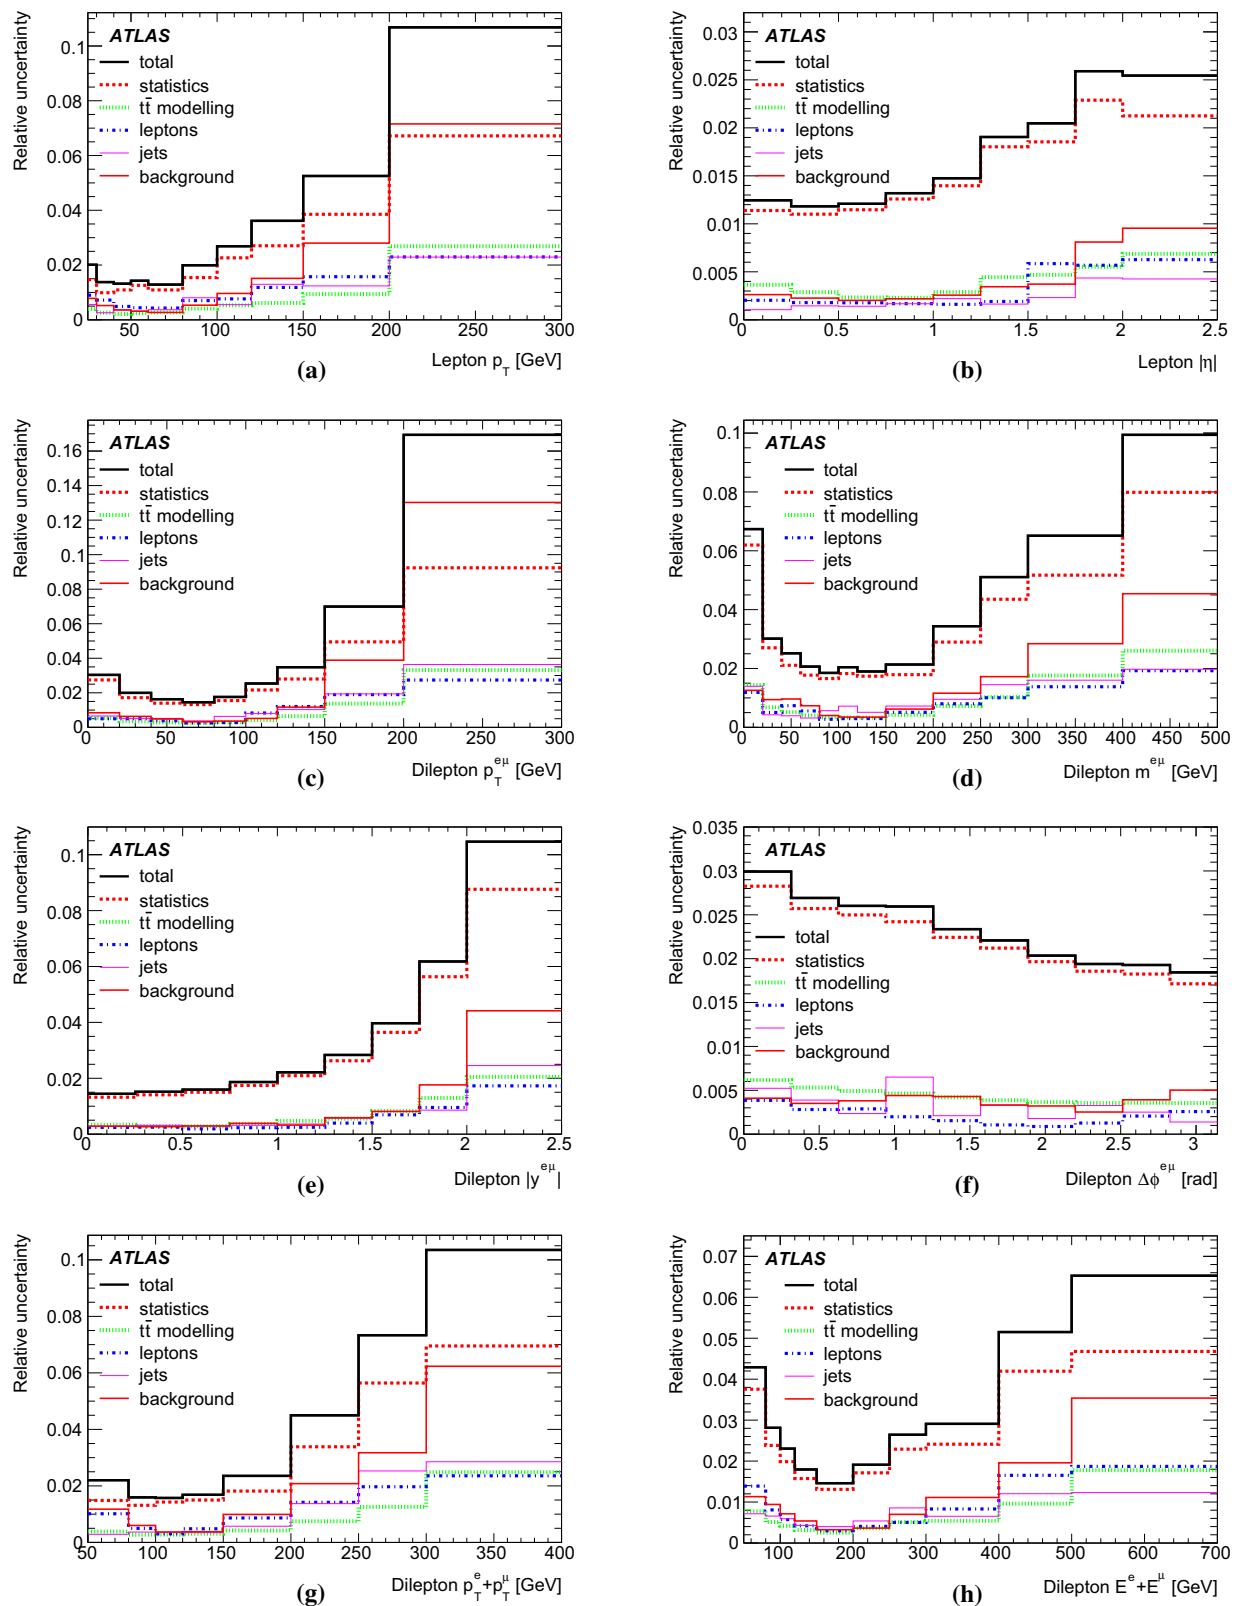 Relative uncertainty
0.1
0.08
0.06
0.04
0.02
0
ATLAS
total
statistics
tt̄ modelling
leptons
jets
background
50 100 150 200 250 300
Lepton p_T [GeV]
(a)
Relative uncertainty
0.03
0.025
0.02
0.015
0.01
0.005
0
ATLAS
total
statistics
tt̄ modelling
leptons
jets
background
0 0.5 1 1.5 2 2.5
Lepton |η|
(b)
Relative uncertainty
0.16
0.14
0.12
0.1
0.08
0.06
0.04
0.02
0
ATLAS
total
statistics
tt̄ modelling
leptons
jets
background
0 50 100 150 200 250 300
Dilepton p_T^eμ [GeV]
(c)
Relative uncertainty
0.1
0.08
0.06
0.04
0.02
0
ATLAS
total
statistics
tt̄ modelling
leptons
jets
background
0 50 100 150 200 250 300 350 400 450 500
Dilepton m^eμ [GeV]
(d)
Relative uncertainty
0.1
0.08
0.06
0.04
0.02
0
ATLAS
total
statistics
tt̄ modelling
leptons
jets
background
0 0.5 1 1.5 2 2.5
Dilepton |y^eμ|
(e)
Relative uncertainty
0.035
0.03
0.025
0.02
0.015
0.01
0.005
0
ATLAS
total
statistics
tt̄ modelling
leptons
jets
background
0 0.5 1 1.5 2 2.5 3
Dilepton Δϕ^eμ [rad]
(f)
Relative uncertainty
0.1
0.08
0.06
0.04
0.02
0
ATLAS
total
statistics
tt̄ modelling
leptons
jets
background
50 100 150 200 250 300 350 400
Dilepton p_T^e+p_T^μ [GeV]
(g)
Relative uncertainty
0.07
0.06
0.05
0.04
0.03
0.02
0.01
0
ATLAS
total
statistics
tt̄ modelling
leptons
jets
background
100 200 300 400 500 600 700
Dilepton E^e+E^μ [GeV]
(h)